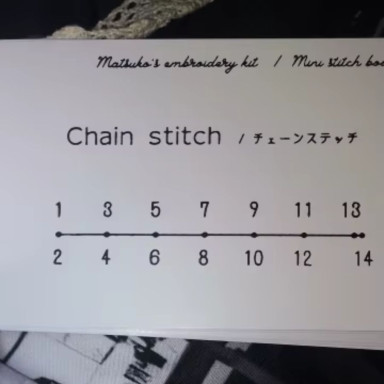 Matsuko's embroidery kit / Mini stitch boo
Chain stitch / チェーンステッチ
1 3 5 7 9 11 13
2 4 6 8 10 12 14